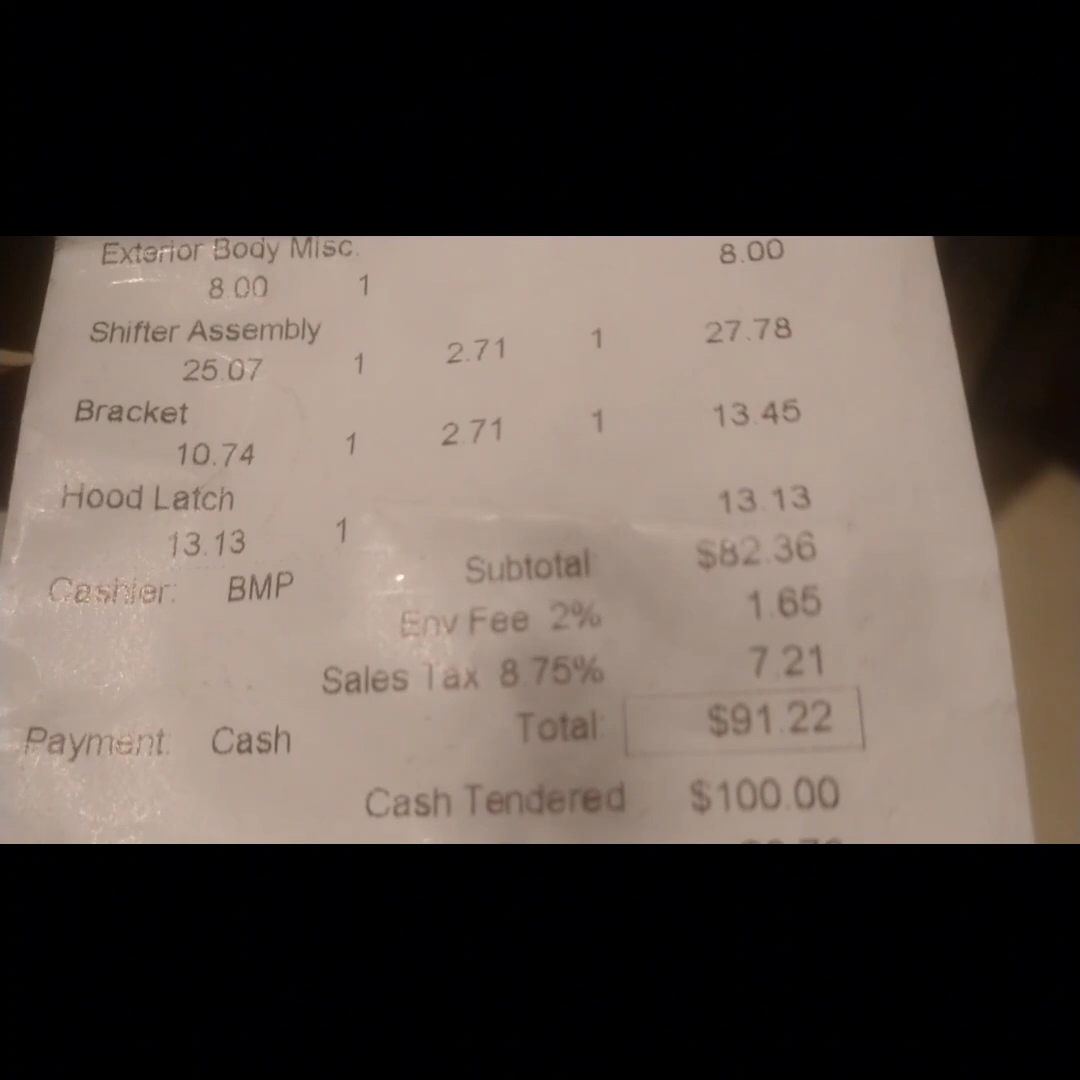 Exterior Body Misc. 8.00
8.00 1
Shifter Assembly 27.78
25.07 1 2.71 1
Bracket 13.45
10.74 1 2.71 1
Hood Latch 13.13
13.13 1
Subtotal $82.36
Cashier: BMP
Env Fee 2% 1.65
Sales Tax 8.75% 7.21
Total: $91.22
Payment: Cash
Cash Tendered $100.00